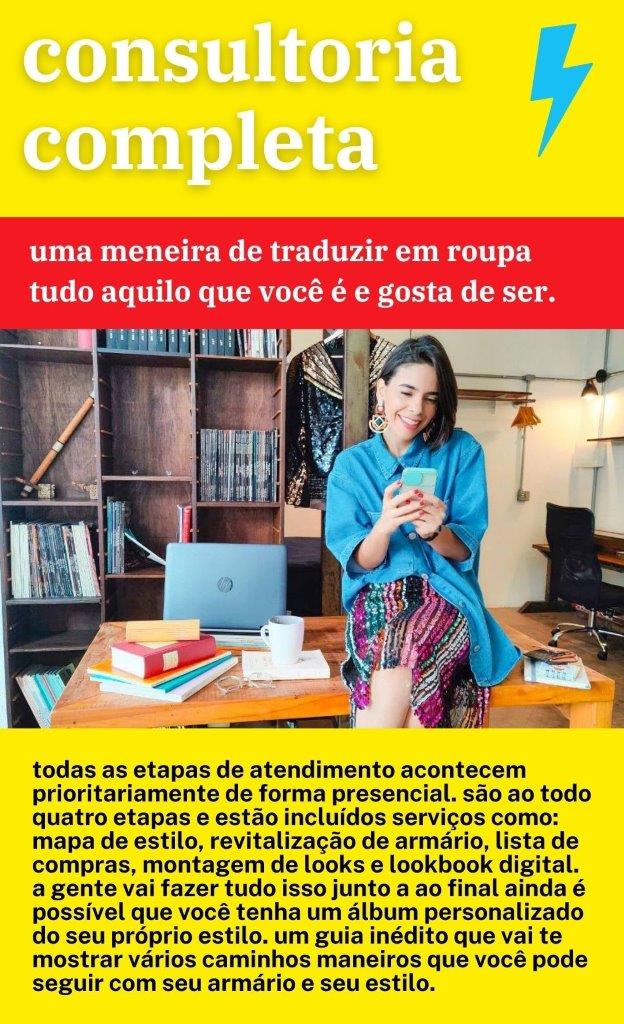 consultoria
completa
uma meneira de traduzir em roupa
tudo aquilo que você é e gosta de ser.
todas as etapas de atendimento acontecem
prioritariamente de forma presencial. são ao todo
quatro etapas e estão incluídos serviços como:
mapa de estilo, revitalização de armário, lista de
compras, montagem de looks e lookbook digital.
a gente vai fazer tudo isso junto a ao final ainda é
possível que você tenha um álbum personalizado
do seu próprio estilo. um guia inédito que vai te
mostrar vários caminhos maneiros que você pode
seguir com seu armário e seu estilo.